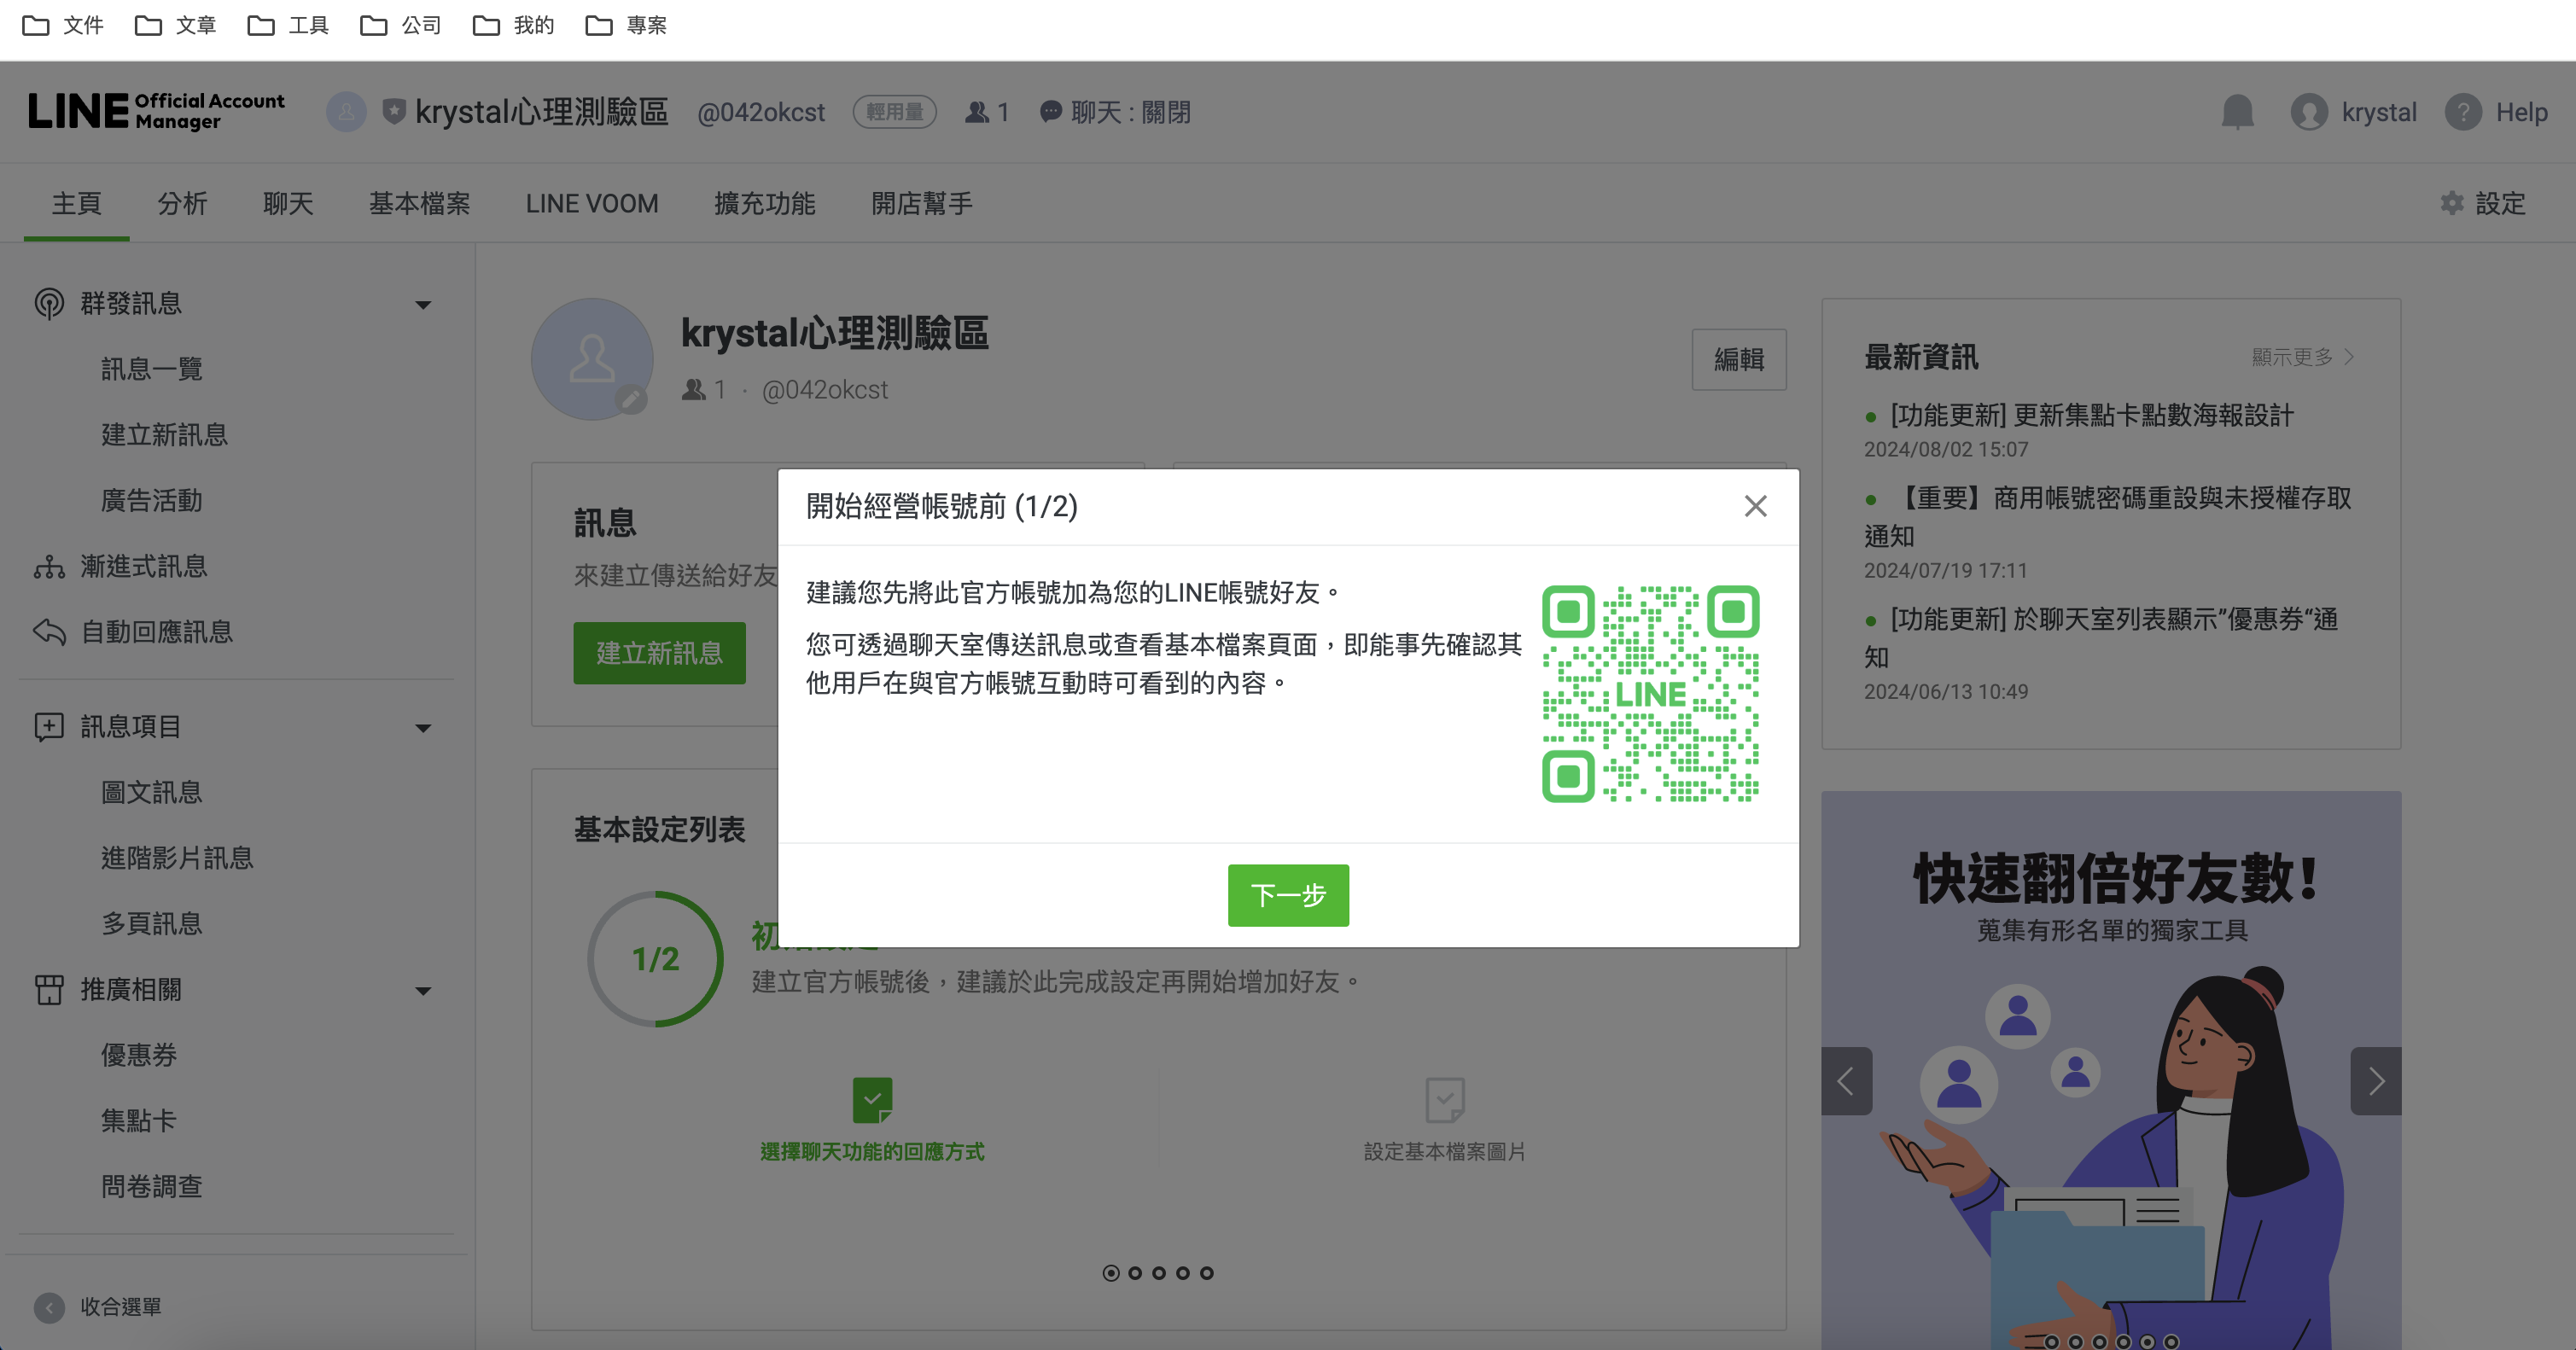 文件 文章 工具 公司 我的 專案
LINE Official Account Manager krystal心理測驗區 @042okcst 輕用量 1 聊天 : 關閉 krystal ? Help
主頁 分析 聊天 基本檔案 LINE VOOM 擴充功能 開店幫手 設定
群發訊息
訊息一覽
建立新訊息
廣告活動
漸進式訊息
自動回應訊息
訊息項目
圖文訊息
進階影片訊息
多頁訊息
推廣相關
優惠券
集點卡
問卷調查
收合選單
krystal心理測驗區
1 · @042okcst
編輯
訊息
來建立傳送給好友
建立新訊息
開始經營帳號前 (1/2)
建議您先將此官方帳號加為您的LINE帳號好友。
您可透過聊天室傳送訊息或查看基本檔案頁面，即能事先確認其
他用戶在與官方帳號互動時可看到的內容。
LINE
下一步
基本設定列表
1/2
建立官方帳號後，建議於此完成設定再開始增加好友。
選擇聊天功能的回應方式
設定基本檔案圖片
最新資訊 顯示更多
[功能更新] 更新集點卡點數海報設計
2024/08/02 15:07
【重要】商用帳號密碼重設與未授權存取
通知
2024/07/19 17:11
[功能更新] 於聊天室列表顯示”優惠券“通
知
2024/06/13 10:49
快速翻倍好友數!
蒐集有形名單的獨家工具